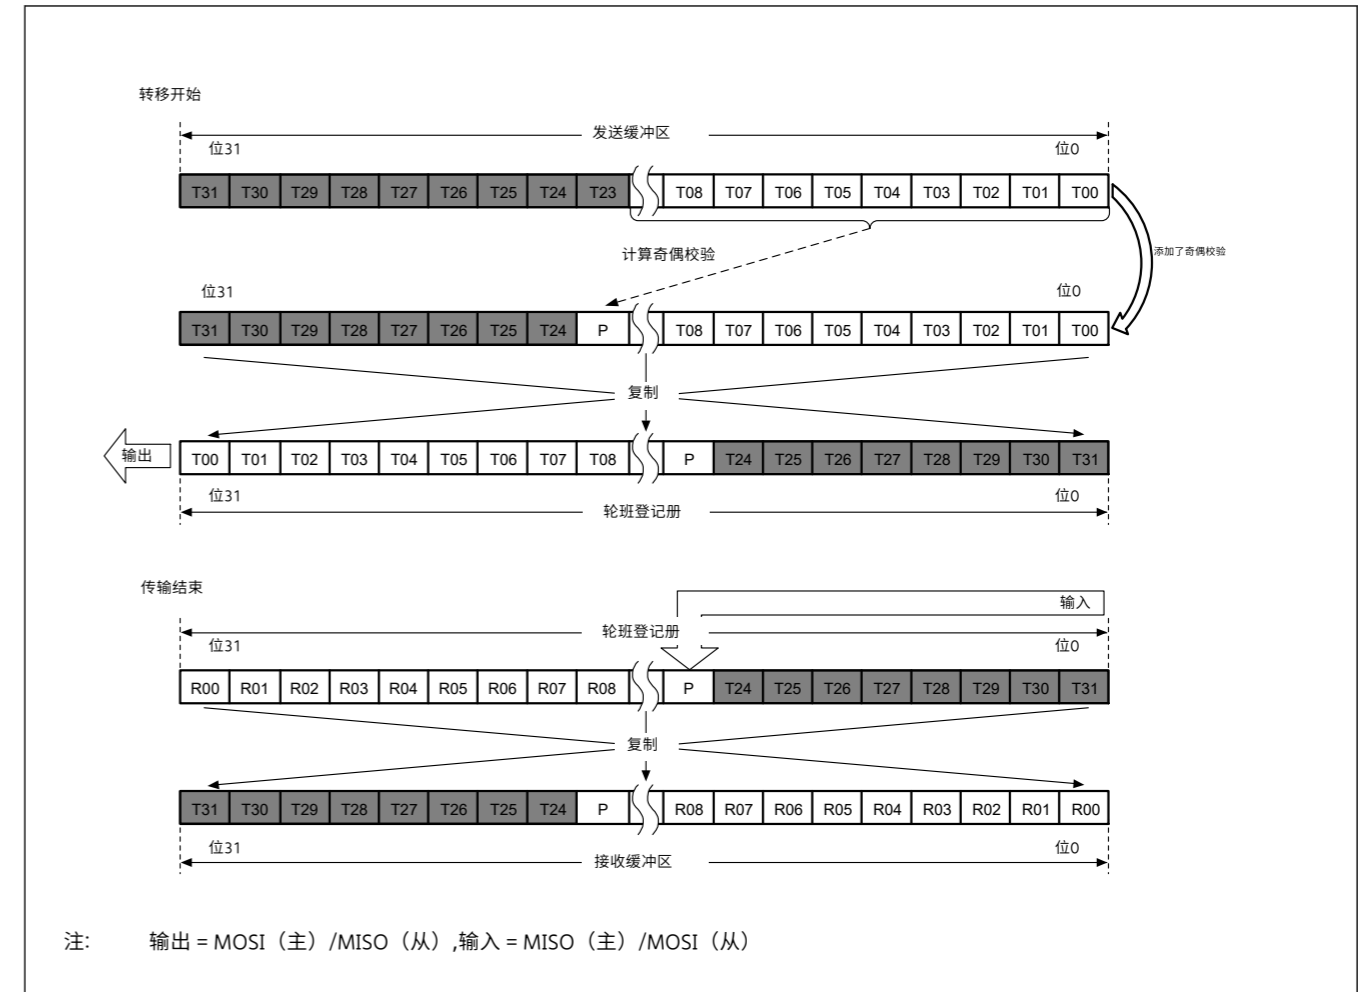 转移开始
发送缓冲区
位31 位0
T31 T30 T29 T28 T27 T26 T25 T24 T23 T08 T07 T06 T05 T04 T03 T02 T01 T00
计算奇偶校验
添加了奇偶校验
位31 位0
T31 T30 T29 T28 T27 T26 T25 T24 P T08 T07 T06 T05 T04 T03 T02 T01 T00
复制
输出 T00 T01 T02 T03 T04 T05 T06 T07 T08 P T24 T25 T26 T27 T28 T29 T30 T31
位31 位0
轮班登记册
传输结束
输入
轮班登记册
位31 位0
R00 R01 R02 R03 R04 R05 R06 R07 R08 P T24 T25 T26 T27 T28 T29 T30 T31
复制
T31 T30 T29 T28 T27 T26 T25 T24 P R08 R07 R06 R05 R04 R03 R02 R01 R00
位31 位0
接收缓冲区
注: 输出 = MOSI（主）/MISO（从）,输入 = MISO（主）/MOSI（从）